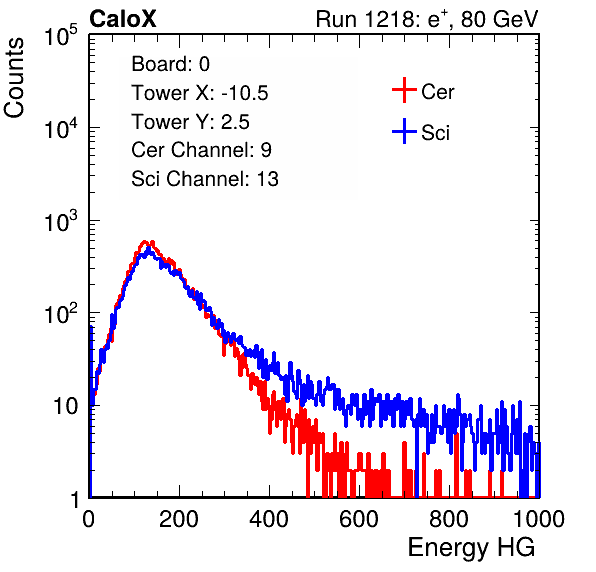 CaloX Run 1218: e⁺, 80 GeV
Counts
10⁵
10⁴
10³
10²
10
1
Board: 0
Tower X: -10.5
Tower Y: 2.5
Cer Channel: 9
Sci Channel: 13
Cer
Sci
0 200 400 600 800 1000
Energy HG